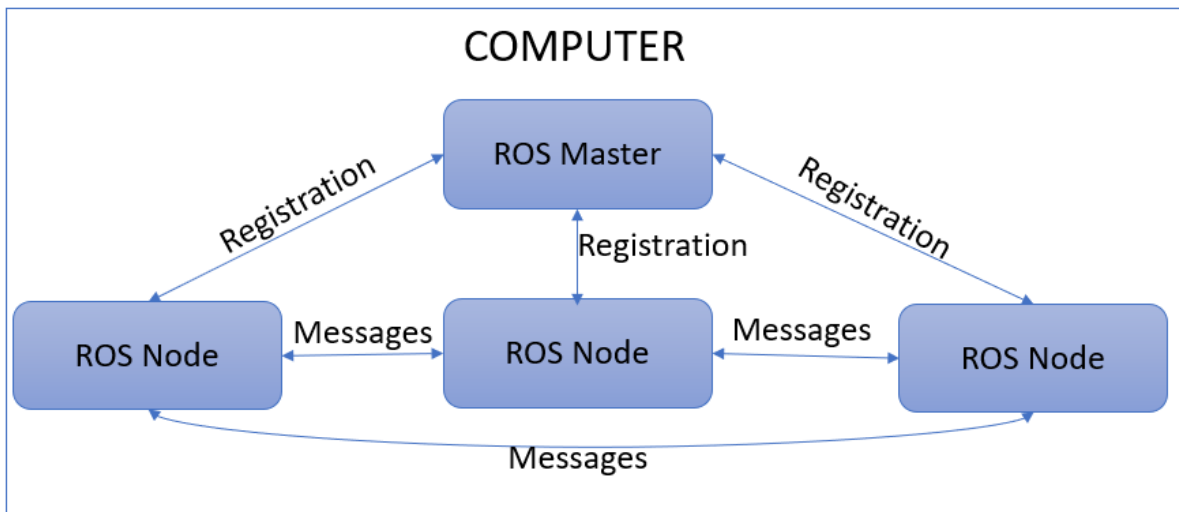 COMPUTER
ROS Master
Registration
Registration
Registration
ROS Node
Messages
ROS Node
Messages
ROS Node
Messages